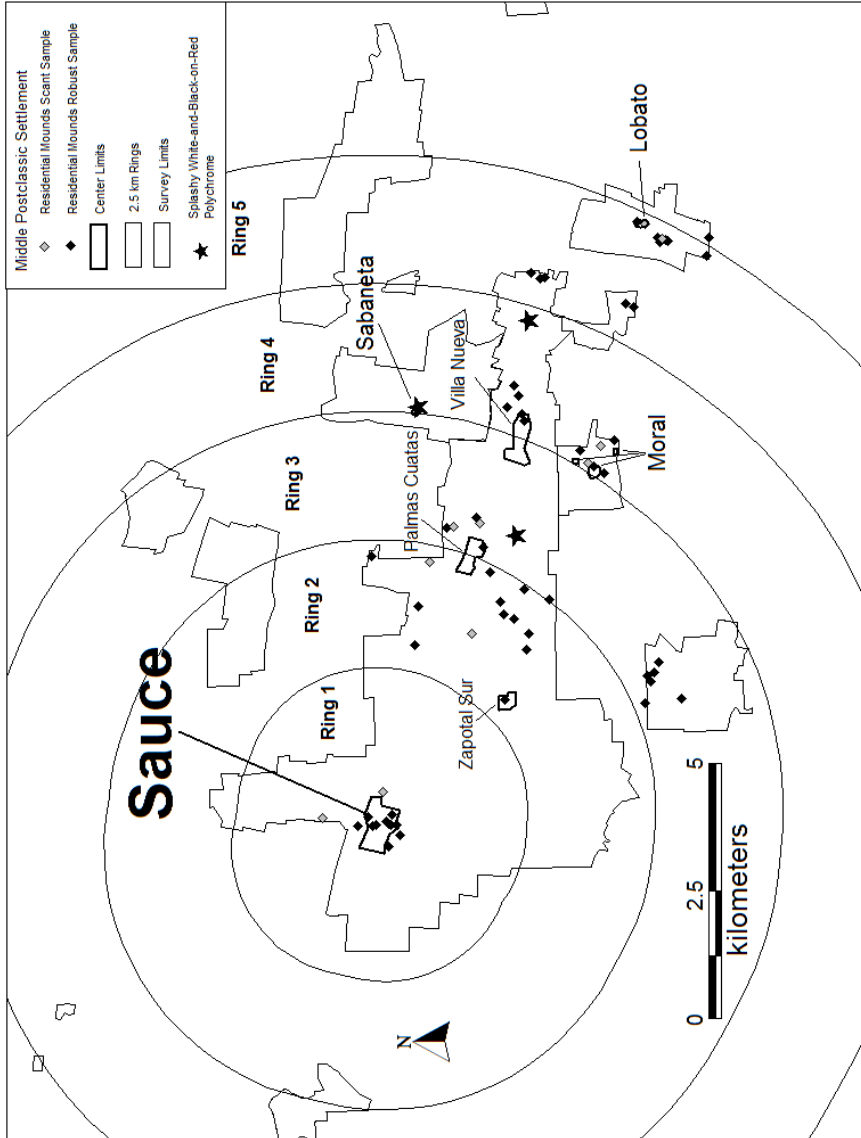 Middle Postclassic Settlement
Residential Mounds Scant Sample
Residential Mounds Robust Sample
Center Limits
2.5 km Rings
Survey Limits
Splashy White-and-Black-on-Red
Polychrome
Ring 5
Ring 4
Ring 3
Ring 2
Ring 1
Sauce
Sabaneta
Villa Nueva
Palmas Cuatas
Zapotal Sur
Lobato
Moral
N
0
2.5
5
kilometers